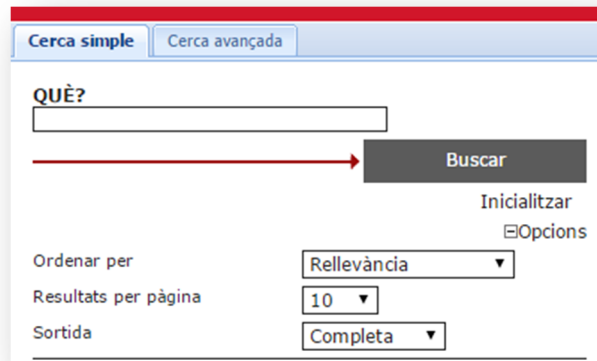 Cerca simple Cerca avançada
QUÈ?
Buscar
Inicialitzar
Opcions
Ordenar per Rellevància
Resultats per pàgina 10
Sortida Completa